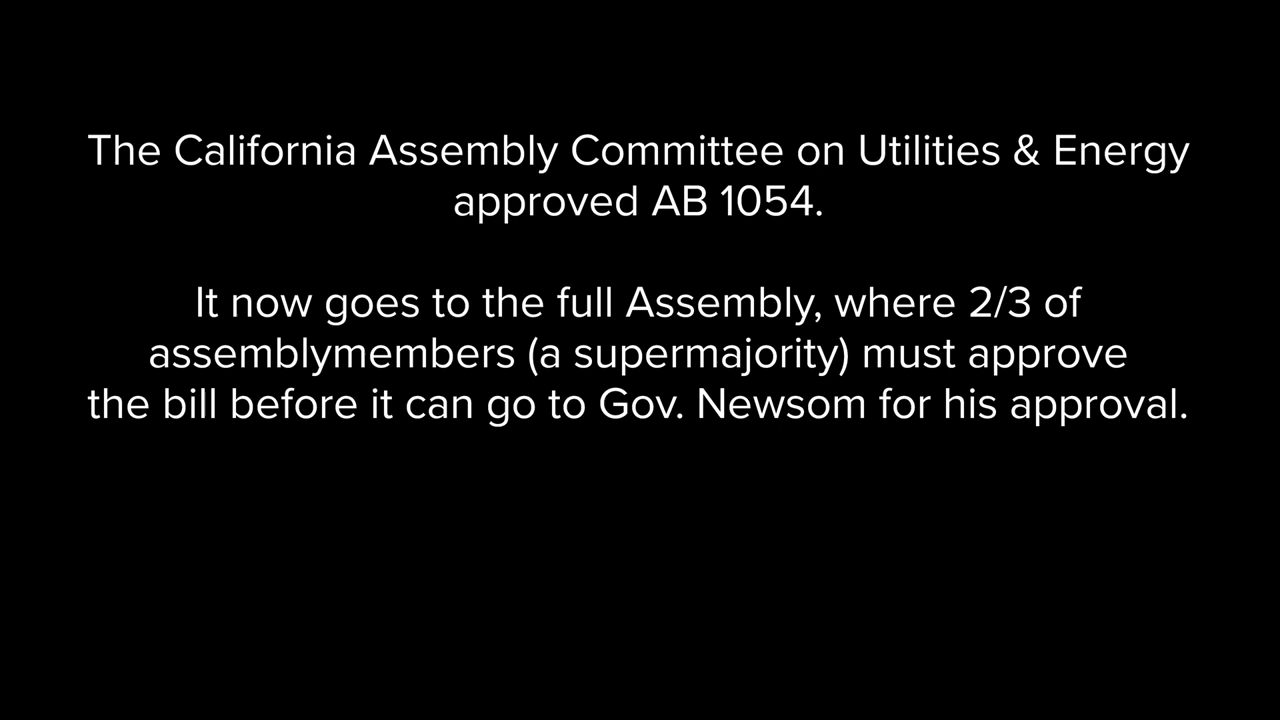 The California Assembly Committee on Utilities & Energy
approved AB 1054.
It now goes to the full Assembly, where 2/3 of
assemblymembers (a supermajority) must approve
the bill before it can go to Gov. Newsom for his approval.